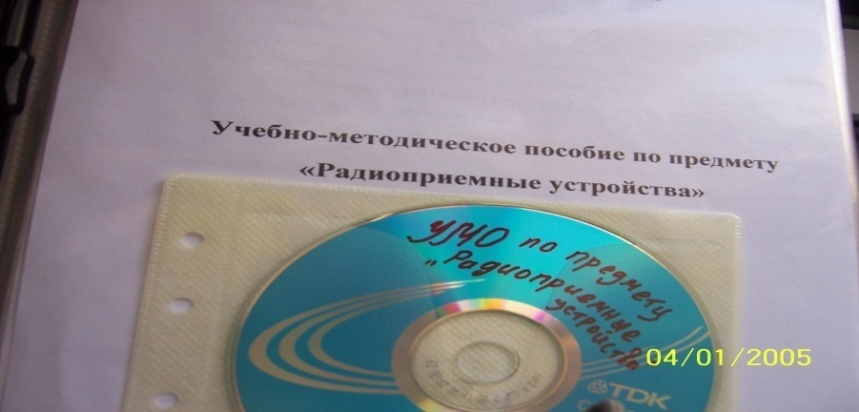 Учебно-методическое пособие по предмету
«Радиоприемные устройства»
УМО по предмету
"Радиоприемные
устройства
04/01/2005
TDK